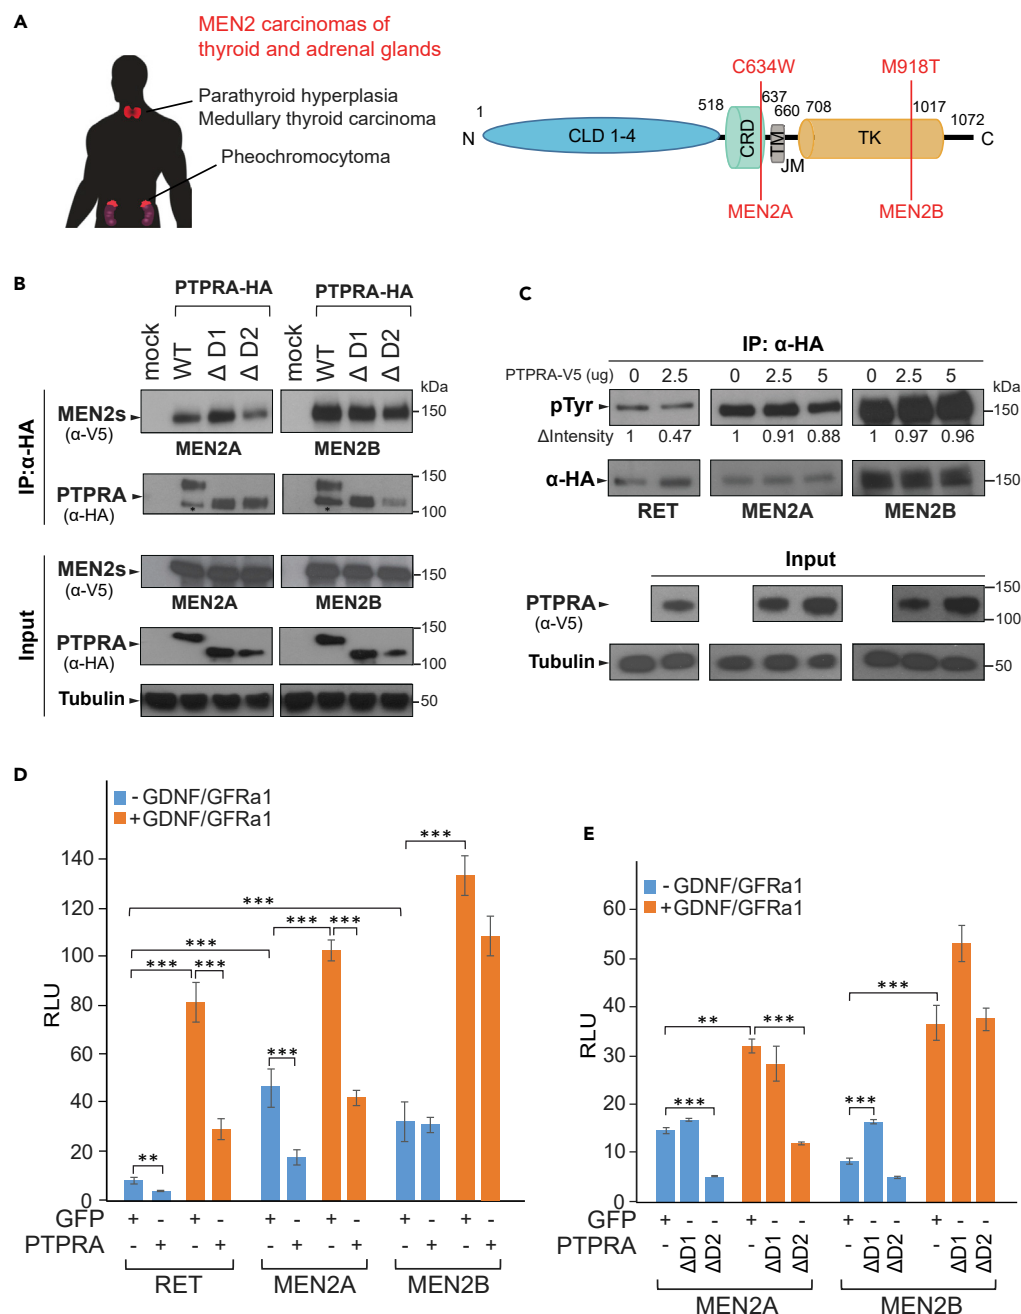 A
MEN2 carcinomas of
thyroid and adrenal glands
Parathyroid hyperplasia
Medullary thyroid carcinoma
Pheochromocytoma
C634W M918T
1 518 637 660 708 1017 1072
N CLD 1-4 CRD TM JM TK C
MEN2A MEN2B
B
PTPRA-HA PTPRA-HA
mock WT Δ D1 Δ D2 mock WT Δ D1 Δ D2
kDa
IP:α-HA
MEN2s
(α-V5)
150
MEN2A MEN2B
PTPRA
(α-HA)
150
100
Input
MEN2s
(α-V5)
150
MEN2A MEN2B
PTPRA
(α-HA)
150
100
Tubulin 50
C
IP: α-HA
PTPRA-V5 (ug) 0 2.5 0 2.5 5 0 2.5 5 kDa
pTyr 150
ΔIntensity 1 0.47 1 0.91 0.88 1 0.97 0.96
α-HA 150
RET MEN2A MEN2B
Input
PTPRA
(α-V5)
150
100
Tubulin 50
D
- GDNF/GFRa1
+ GDNF/GFRa1
RLU
140
120
100
80
60
40
20
0
*** *** *** *** *** *** *** *** **
GFP + - + - + - + - + - + -
PTPRA - + - + - + - + - + - +
RET MEN2A MEN2B
E
- GDNF/GFRa1
+ GDNF/GFRa1
RLU
60
50
40
30
20
10
0
*** ** *** *** ***
GFP + - - + - - + - - + - -
PTPRA - ΔD1 ΔD2 - ΔD1 ΔD2 - ΔD1 ΔD2 - ΔD1 ΔD2
MEN2A MEN2B